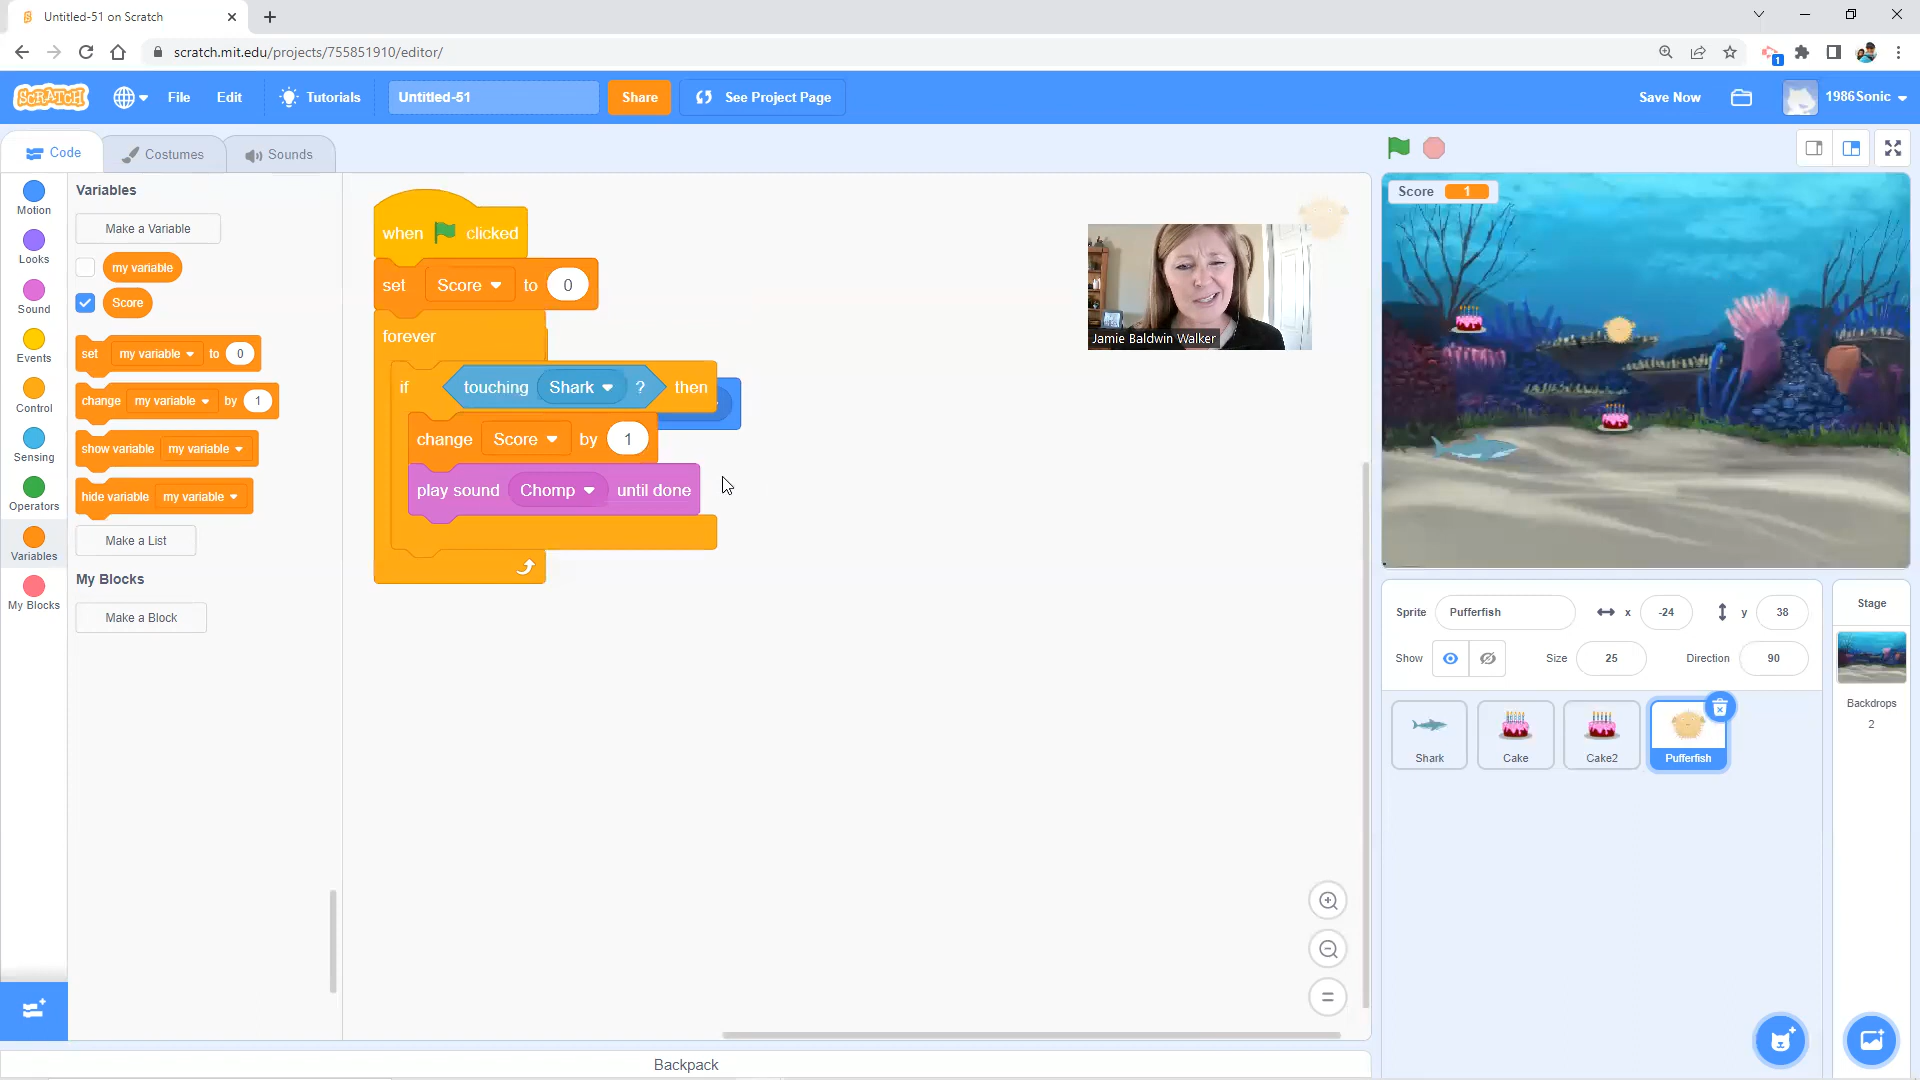 Untitled-51 on Scratch
scratch.mit.edu/projects/755851910/editor/
1
SCRATCH
File
Edit
Tutorials
Untitled-51
Share
See Project Page
Save Now
1986Sonic
Code
Costumes
Sounds
Motion
Looks
Sound
Events
Control
Sensing
Operators
Variables
My Blocks
Variables
Make a Variable
my variable
Score
set my variable to 0
change my variable by 1
show variable my variable
hide variable my variable
Make a List
My Blocks
Make a Block
when clicked
set Score to 0
forever
if touching Shark ? then
change Score by 1
play sound Chomp until done
Jamie Baldwin Walker
Score 1
Sprite Pufferfish x -24 y 38
Show Size 25 Direction 90
Shark
Cake
Cake2
Pufferfish
Stage
Backdrops
2
Backpack